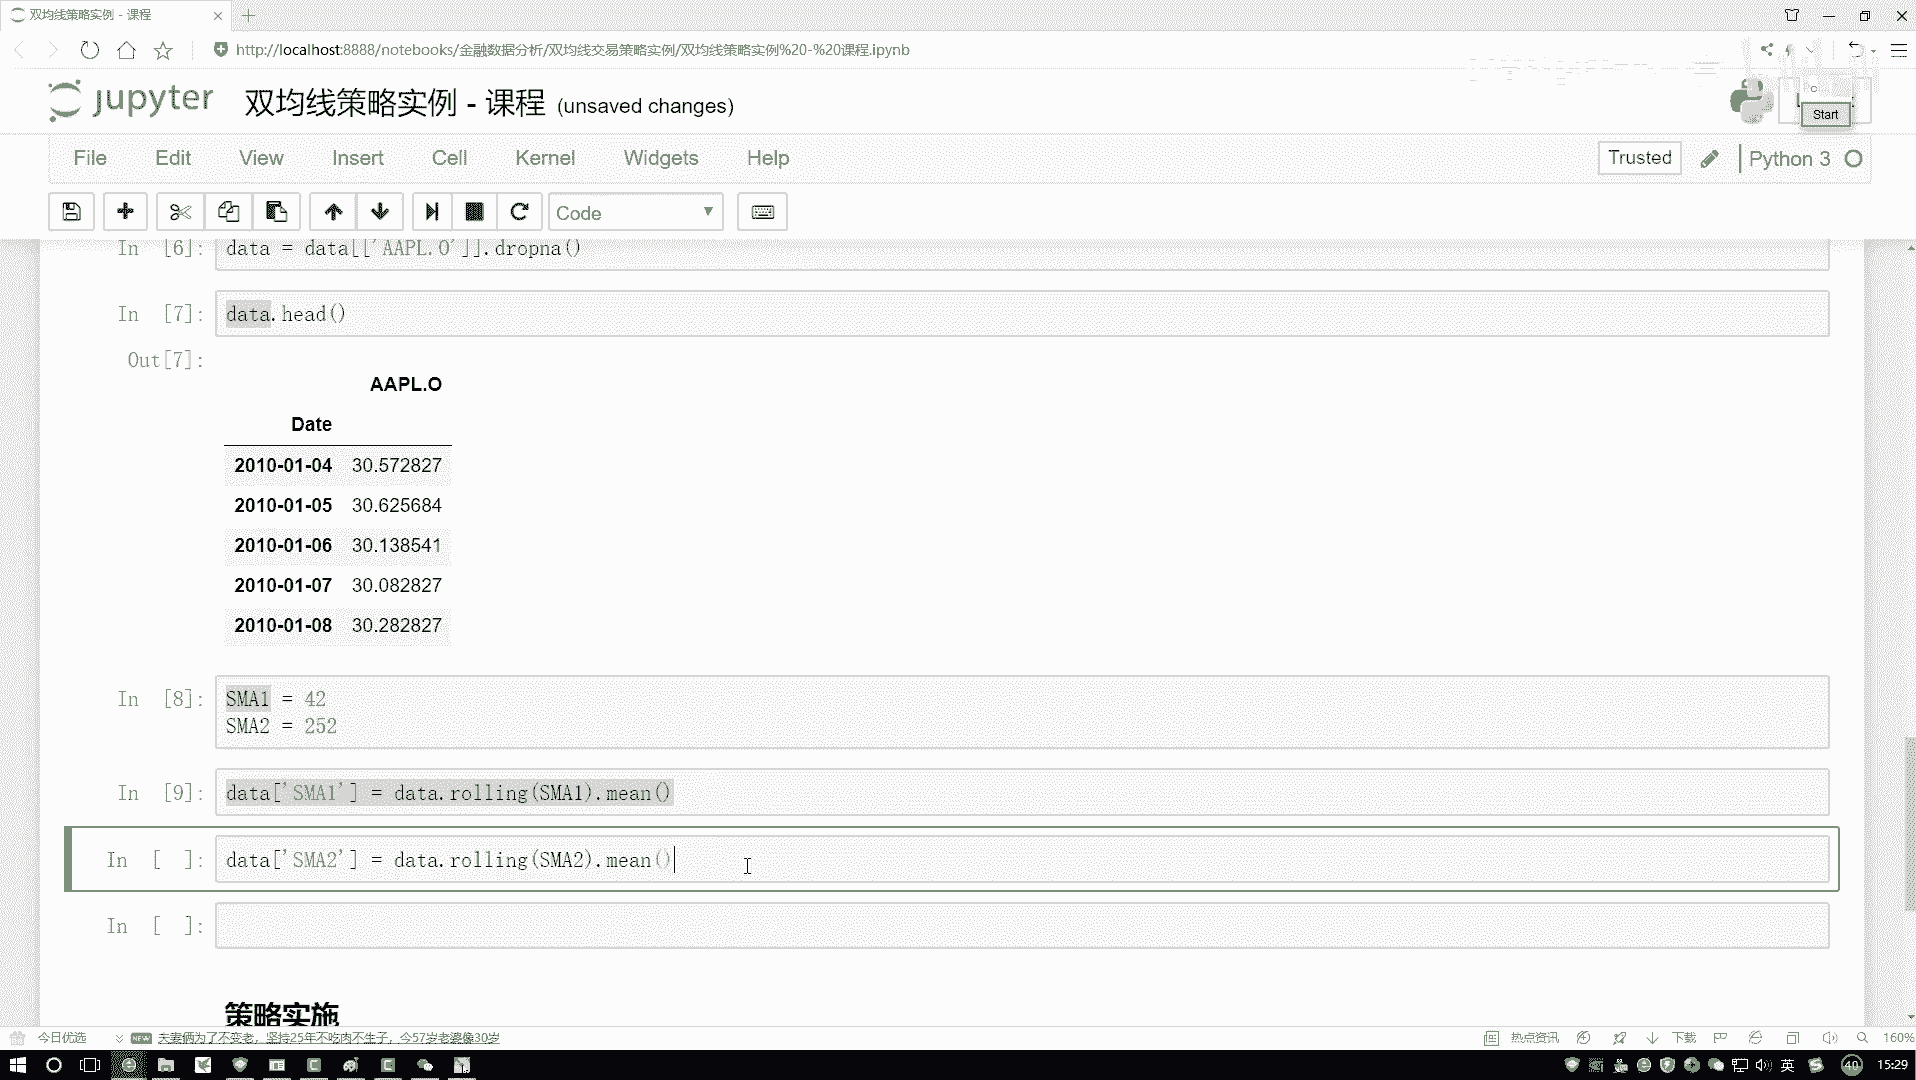 双均线策略实例 - 课程
http://localhost:8888/notebooks/金融数据分析/双均线交易策略实例/双均线策略实例%20-%20课程.ipynb
jupyter 双均线策略实例 - 课程 (unsaved changes)
Start
File Edit View Insert Cell Kernel Widgets Help
Trusted Python 3
Code
In [6]: data = data[['AAPL.O']].dropna()
In [7]: data.head()
Out[7]:
AAPL.O
Date
2010-01-04 30.572827
2010-01-05 30.625684
2010-01-06 30.138541
2010-01-07 30.082827
2010-01-08 30.282827
In [8]: SMA1 = 42
SMA2 = 252
In [9]: data['SMA1'] = data.rolling(SMA1).mean()
In [ ]: data['SMA2'] = data.rolling(SMA2).mean()
In [ ]:
策略实施
今日优选 NEW 夫妻俩为了不变老，坚持25年不吃肉不生子，今57岁老婆像30岁
热点资讯 下载 160%
英 40 15:29